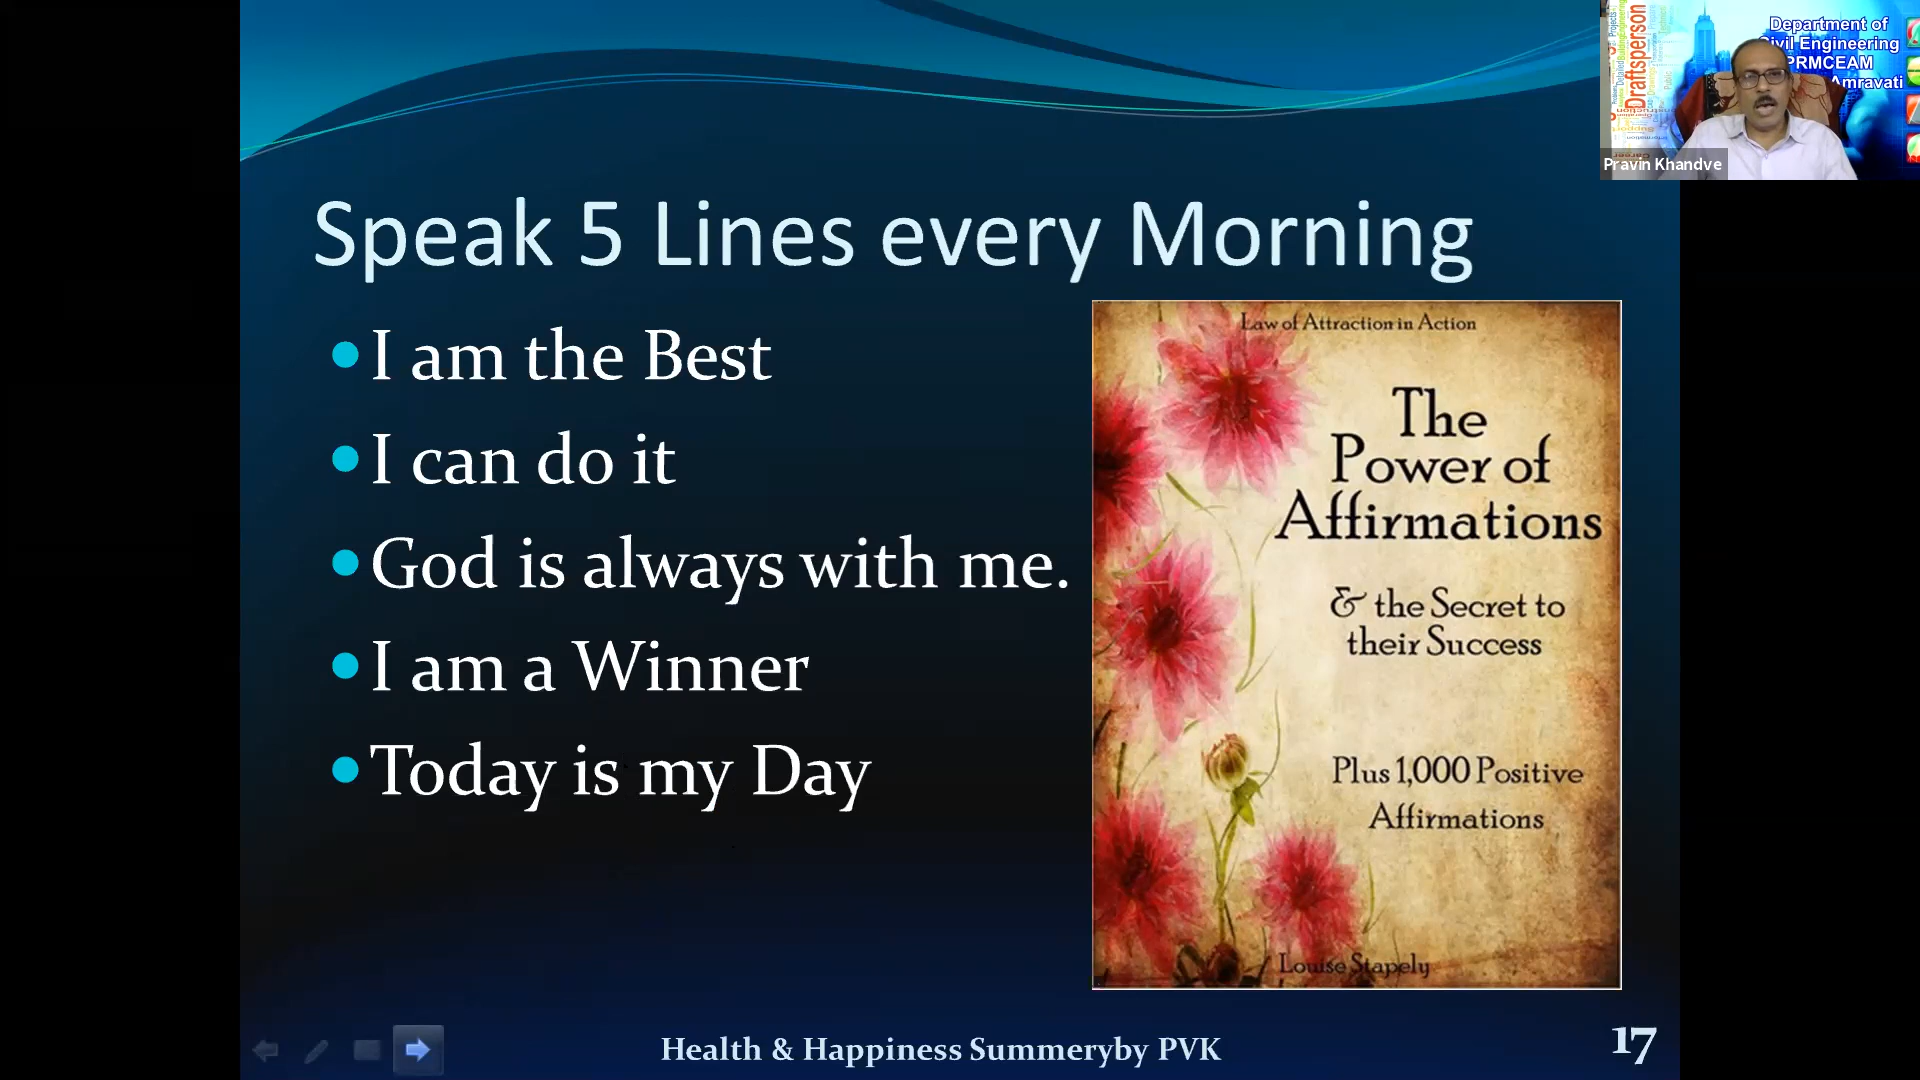 Speak 5 Lines every Morning
I am the Best
I can do it
God is always with me.
I am a Winner
Today is my Day
Law of Attraction in Action
The
Power of
Affirmations
& the Secret to
their Success
Plus 1,000 Positive
Affirmations
Louise Stapely
Health & Happiness Summeryby PVK
17
Draftsperson
Department of
Civil Engineering
PRMCEAM
Amravati
Pravin Khandve